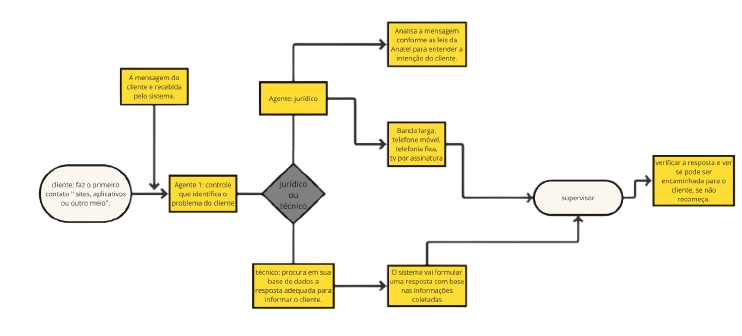 Analisa a mensagem
conforme as leis da
Anatel para entender a
intenção do cliente.
A mensagem do
cliente e recebida
pelo sistema.
Agente: jurídico
Banda larga,
telefone móvel,
telefonia fixa,
tv por assinatura
cliente: faz o primeiro
contato " sites, aplicativos
ou outro meio".
Agente 1: controle
que identifica o
problema do cliente
jurídico
ou
técnico
supervisor
verificar a resposta e ver
se pode ser
encaminhada para o
cliente, se não
recomeça.
técnico: procura em sua
base de dados a
resposta adequada para
informar o cliente.
O sistema vai formular
uma resposta com base
nas informações
coletadas